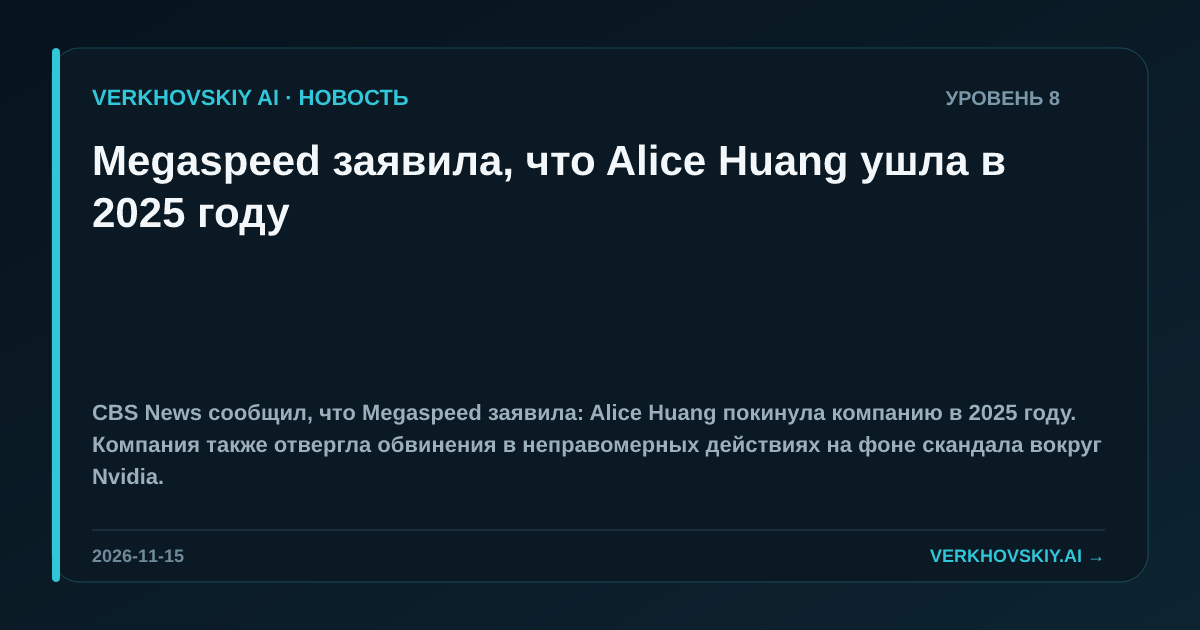 VERKHOVSKIY AI · НОВОСТЬ
УРОВЕНЬ 8
Megaspeed заявила, что Alice Huang ушла в
2025 году
CBS News сообщил, что Megaspeed заявила: Alice Huang покинула компанию в 2025 году.
Компания также отвергла обвинения в неправомерных действиях на фоне скандала вокруг
Nvidia.
2026-11-15
VERKHOVSKIY.AI →